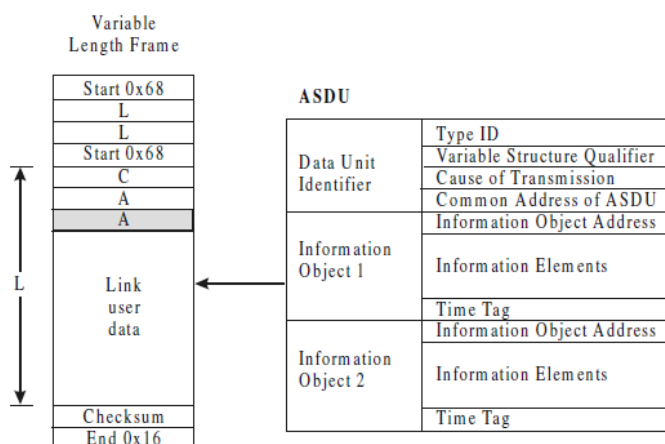 Variable
Length Frame
Start 0x68
L
L
Start 0x68
C
A
A
L
Link
user
data
Checksum
End 0x16
ASDU
Data Unit
Identifier
Type ID
Variable Structure Qualifier
Cause of Transmission
Common Address of ASDU
Information
Object 1
Information Object Address
Information Elements
Time Tag
Information
Object 2
Information Object Address
Information Elements
Time Tag